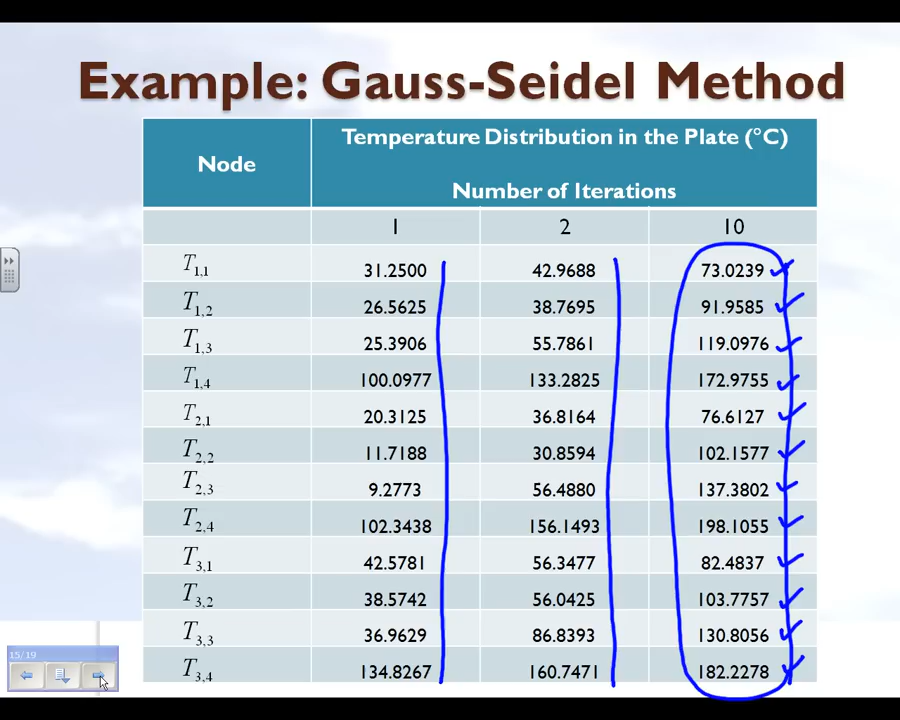 Example: Gauss-Seidel Method
Node Temperature Distribution in the Plate (°C)
Number of Iterations
1 2 10
T1,1 31.2500 42.9688 73.0239
T1,2 26.5625 38.7695 91.9585
T1,3 25.3906 55.7861 119.0976
T1,4 100.0977 133.2825 172.9755
T2,1 20.3125 36.8164 76.6127
T2,2 11.7188 30.8594 102.1577
T2,3 9.2773 56.4880 137.3802
T2,4 102.3438 156.1493 198.1055
T3,1 42.5781 56.3477 82.4837
T3,2 38.5742 56.0425 103.7757
T3,3 36.9629 86.8393 130.8056
T3,4 134.8267 160.7471 182.2278
15/19